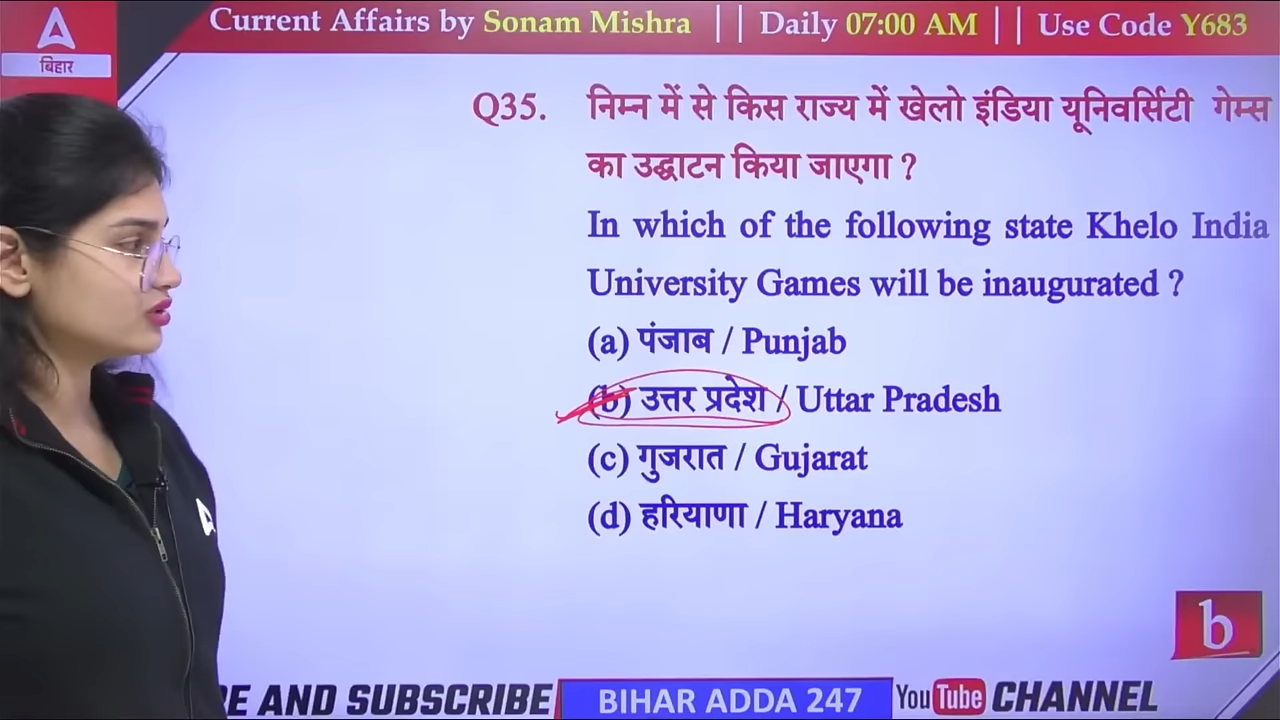 Current Affairs by Sonam Mishra || Daily 07:00 AM || Use Code Y683
बिहार
Q35. निम्न में से किस राज्य में खेलो इंडिया यूनिवर्सिटी गेम्स
का उद्घाटन किया जाएगा ?
In which of the following state Khelo India
University Games will be inaugurated ?
(a) पंजाब / Punjab
(b) उत्तर प्रदेश / Uttar Pradesh
(c) गुजरात / Gujarat
(d) हरियाणा / Haryana
b
E AND SUBSCRIBE BIHAR ADDA 247 YouTube CHANNEL